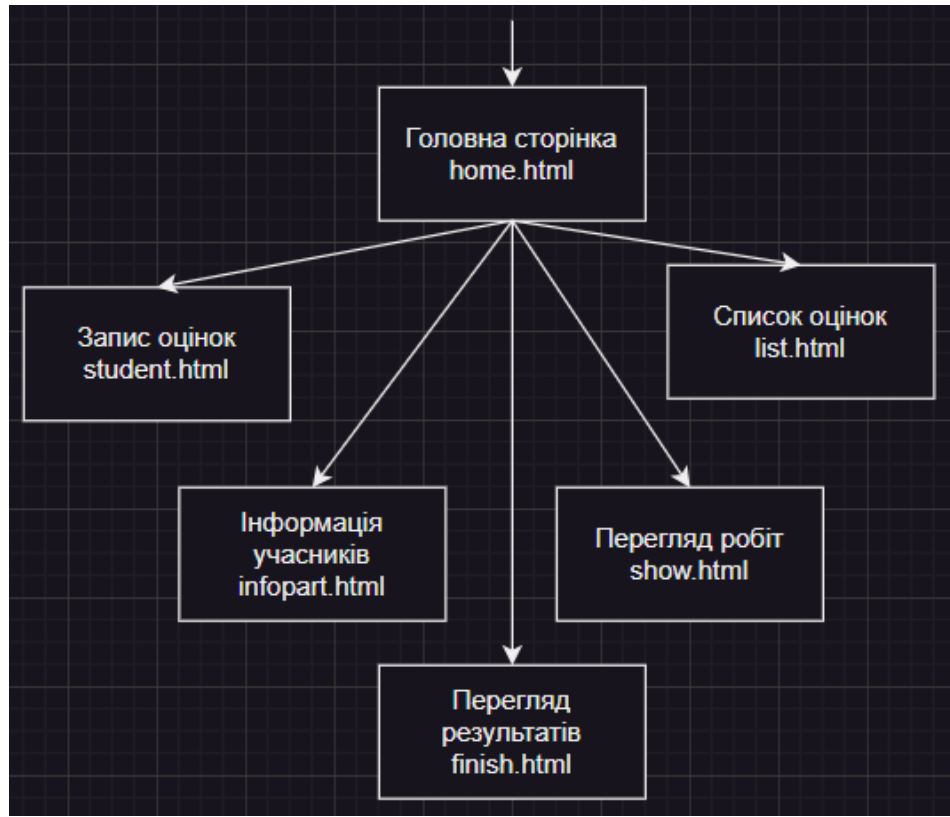 Головна сторінка
home.html
Запис оцінок
student.html
Список оцінок
list.html
Інформація
учасників
infopart.html
Перегляд робіт
show.html
Перегляд
результатів
finish.html